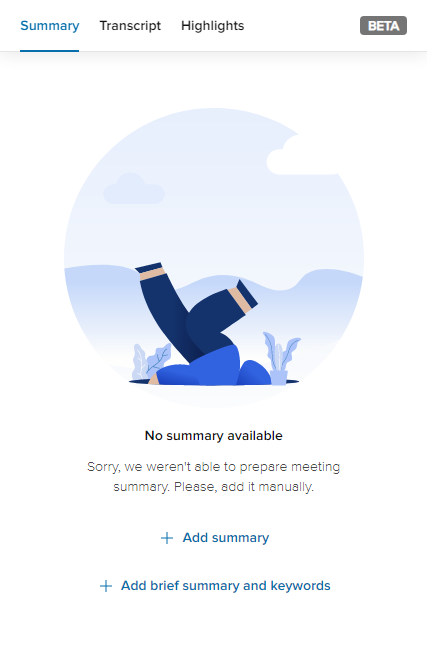 Summary Transcript Highlights BETA
No summary available
Sorry, we weren't able to prepare meeting
summary. Please, add it manually.
+ Add summary
+ Add brief summary and keywords